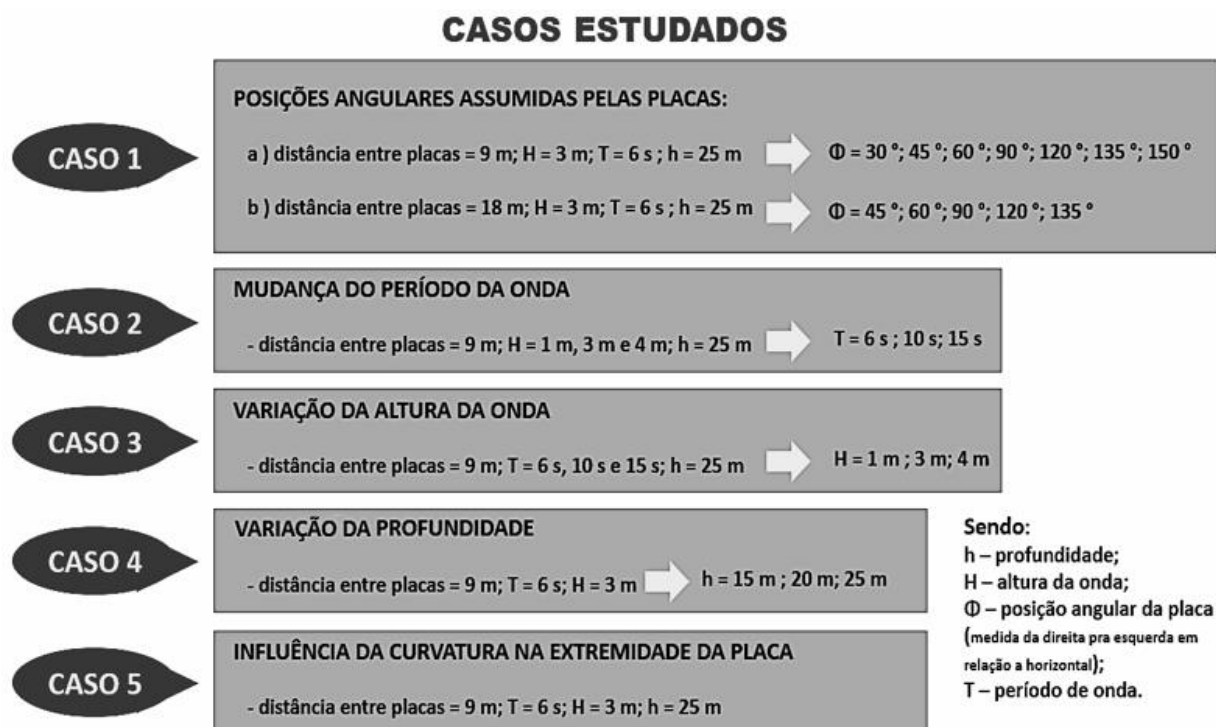 CASOS ESTUDADOS
CASO 1
POSIÇÕES ANGULARES ASSUMIDAS PELAS PLACAS:
a ) distância entre placas = 9 m; H = 3 m; T = 6 s ; h = 25 m
Φ = 30 °; 45 °; 60 °; 90 °; 120 °; 135 °; 150 °
b ) distância entre placas = 18 m; H = 3 m; T = 6 s ; h = 25 m
Φ = 45 °; 60 °; 90 °; 120 °; 135 °
CASO 2
MUDANÇA DO PERÍODO DA ONDA
- distância entre placas = 9 m; H = 1 m, 3 m e 4 m; h = 25 m
T = 6 s ; 10 s; 15 s
CASO 3
VARIAÇÃO DA ALTURA DA ONDA
- distância entre placas = 9 m; T = 6 s, 10 s e 15 s; h = 25 m
H = 1 m ; 3 m; 4 m
CASO 4
VARIAÇÃO DA PROFUNDIDADE
- distância entre placas = 9 m; T = 6 s; H = 3 m
h = 15 m ; 20 m; 25 m
CASO 5
INFLUÊNCIA DA CURVATURA NA EXTREMIDADE DA PLACA
- distância entre placas = 9 m; T = 6 s; H = 3 m; h = 25 m
Sendo:
h – profundidade;
H – altura da onda;
Φ – posição angular da placa
(medida da direita pra esquerda em
relação a horizontal);
T – período de onda.